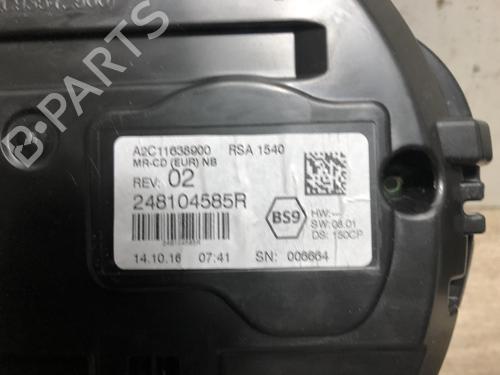 A2C11638900 RSA 1540
MR-CD (EUR) NB
REV: 02
248104585R
248104585R
BS9
HW:---
SW: 08.01
DS: 150CP
14.10.16 07:41 SN: 006664
B-PARTS